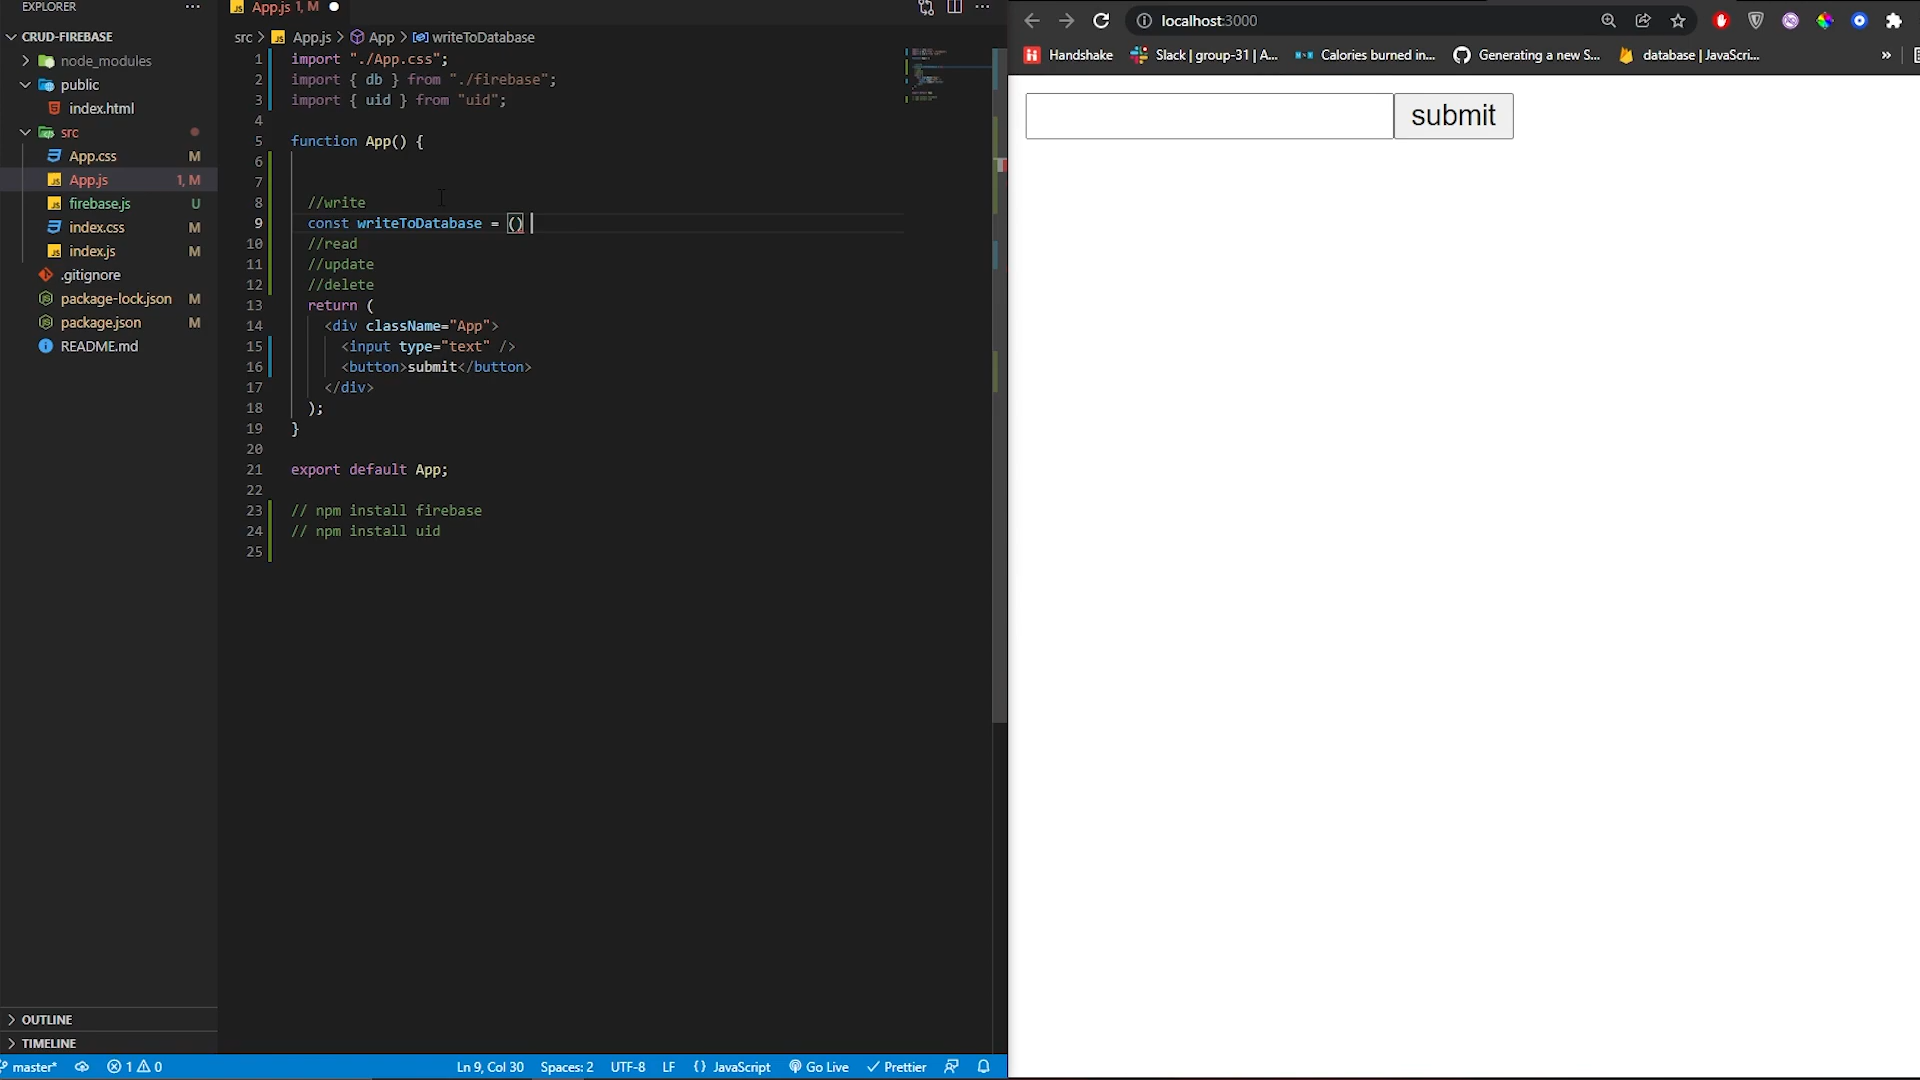 EXPLORER
CRUD-FIREBASE
node_modules
public
index.html
src
App.css M
App.js 1, M
firebase.js U
index.css M
index.js M
.gitignore
package-lock.json M
package.json M
README.md
OUTLINE
TIMELINE
App.js 1, M
src > App.js > App > writeToDatabase
1 import "./App.css";
2 import { db } from "./firebase";
3 import { uid } from "uid";
4
5 function App() {
6
7
8 //write
9 const writeToDatabase = ()
10 //read
11 //update
12 //delete
13 return (
14 <div className="App">
15 <input type="text" />
16 <button>submit</button>
17 </div>
18 );
19 }
20
21 export default App;
22
23 // npm install firebase
24 // npm install uid
25
master* 1 0 Ln 9, Col 30 Spaces: 2 UTF-8 LF {} JavaScript Go Live Prettier
localhost:3000
Handshake Slack | group-31 | A... Calories burned in... Generating a new S... database | JavaScri... »
submit